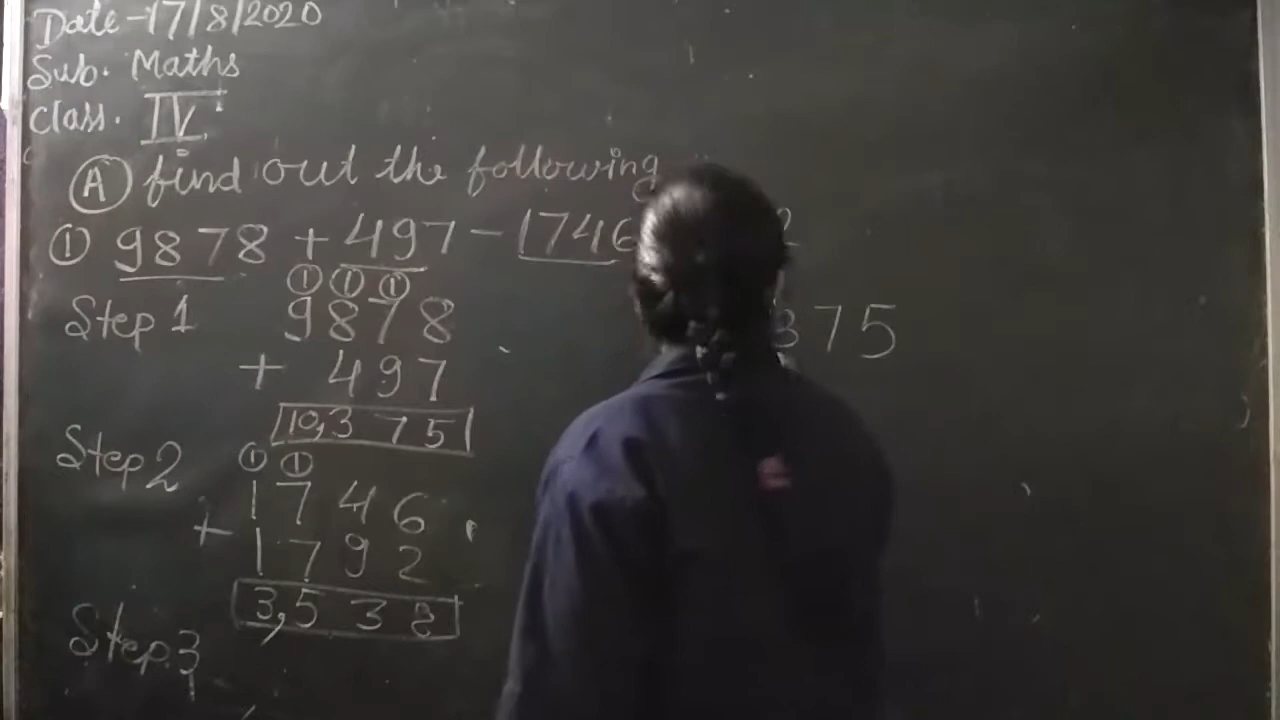 Date -17/8/2020
Sub. Maths
Class. IV
(A) find out the following
① 9878 + 497 - 1746 2
① ① ①
Step 1 9878
+ 497
10,375
375
Step 2 ① ①
1746
+ 1792
3,538
Step 3